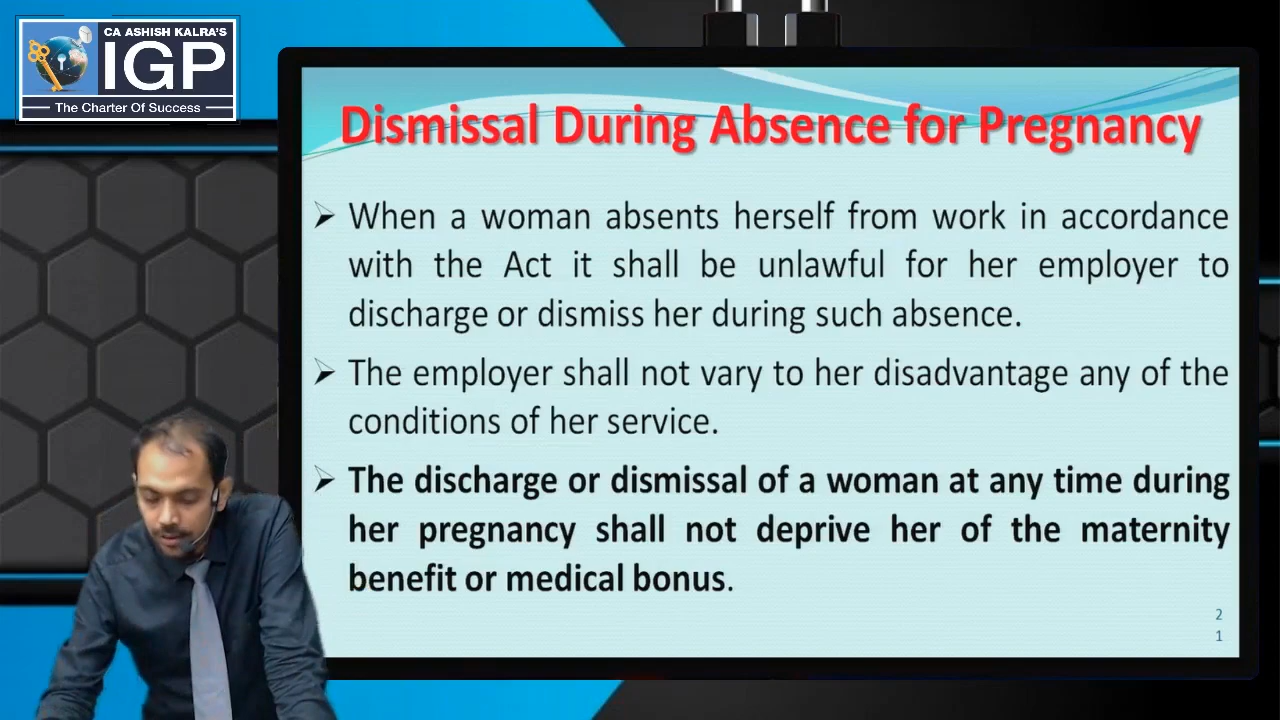 CA ASHISH KALRA'S
IGP
The Charter Of Success
Dismissal During Absence for Pregnancy
➢ When a woman absents herself from work in accordance
with the Act it shall be unlawful for her employer to
discharge or dismiss her during such absence.
➢ The employer shall not vary to her disadvantage any of the
conditions of her service.
➢ The discharge or dismissal of a woman at any time during
her pregnancy shall not deprive her of the maternity
benefit or medical bonus.
2
1